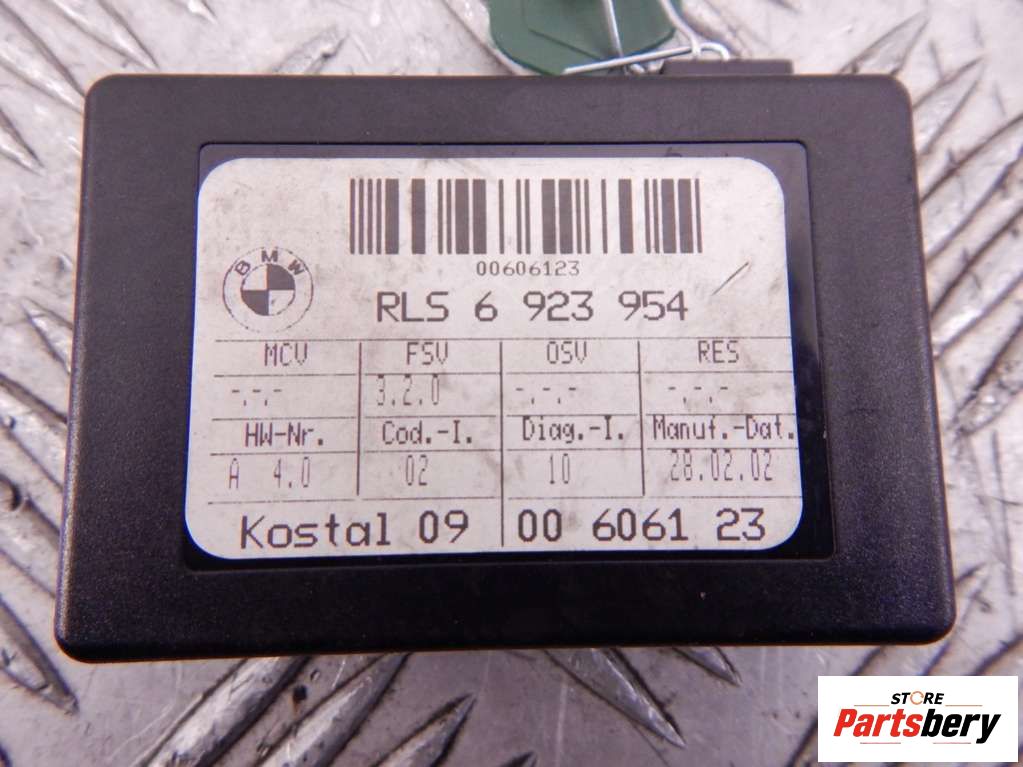 00606123
BMW
RLS 6 923 954
MCV FSV OSV RES
-.-.- 3.2.0 -.-.- -.-.-
HW-Nr. Cod.-I. Diag.-I. Manuf.-Dat.
A 4.0 02 10 28.02.02
Kostal 09 00 6061 23
STORE
Partsbery